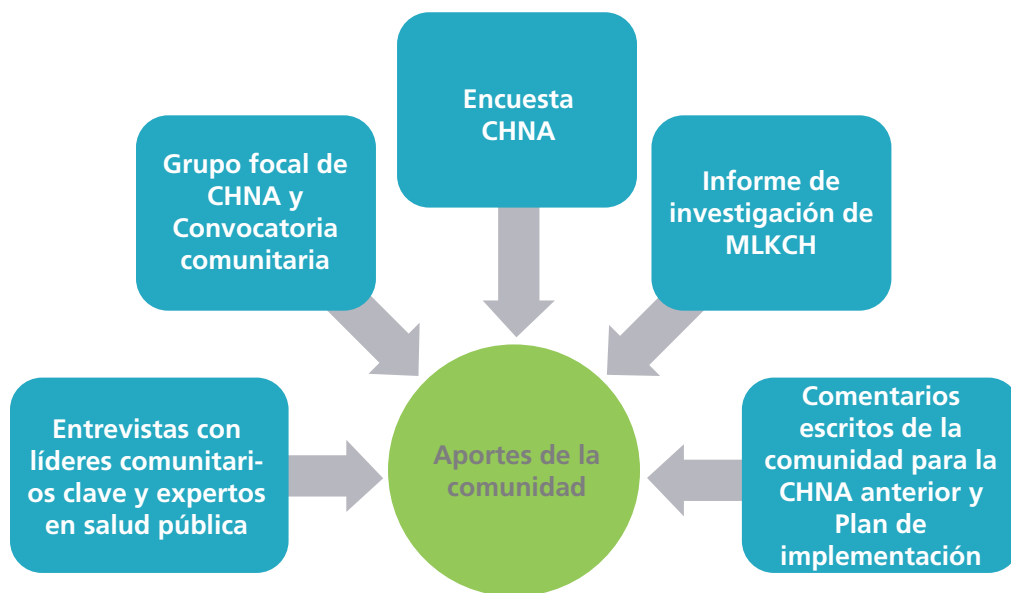 Encuesta
CHNA
Grupo focal de
CHNA y
Convocatoria
comunitaria
Informe de
investigación de
MLKCH
Entrevistas con
líderes comunitari-
os clave y expertos
en salud pública
Aportes de la
comunidad
Comentarios
escritos de la
comunidad para la
CHNA anterior y
Plan de
implementación